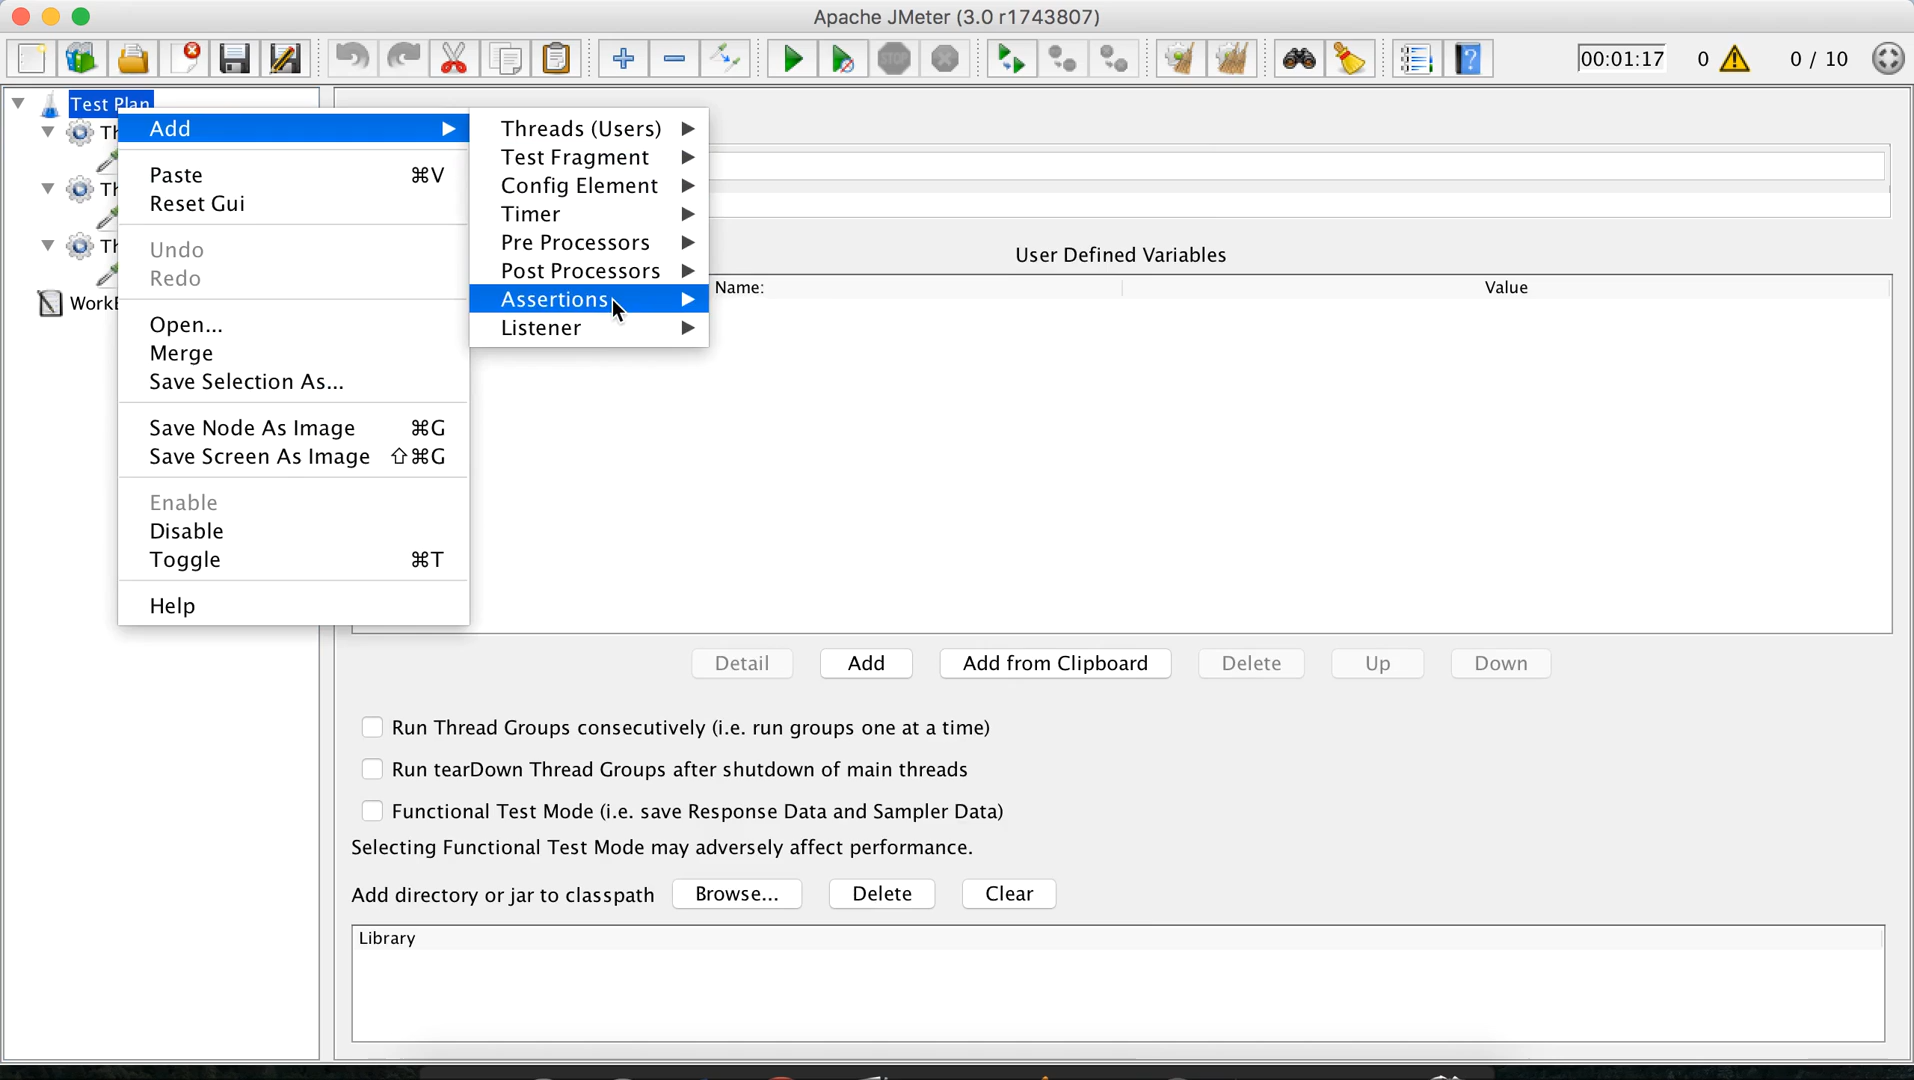 Apache JMeter (3.0 r1743807)
STOP
00:01:17 0 0 / 10
Test Plan
Th
Th
Th
Add
Paste ⌘V
Reset Gui
Undo
Redo
Open...
Merge
Save Selection As...
Save Node As Image ⌘G
Save Screen As Image ⇧⌘G
Enable
Disable
Toggle ⌘T
Help
Threads (Users)
Test Fragment
Config Element
Timer
Pre Processors
Post Processors
Assertions
Listener
User Defined Variables
Name: Value
Detail Add Add from Clipboard Delete Up Down
Run Thread Groups consecutively (i.e. run groups one at a time)
Run tearDown Thread Groups after shutdown of main threads
Functional Test Mode (i.e. save Response Data and Sampler Data)
Selecting Functional Test Mode may adversely affect performance.
Add directory or jar to classpath Browse... Delete Clear
Library